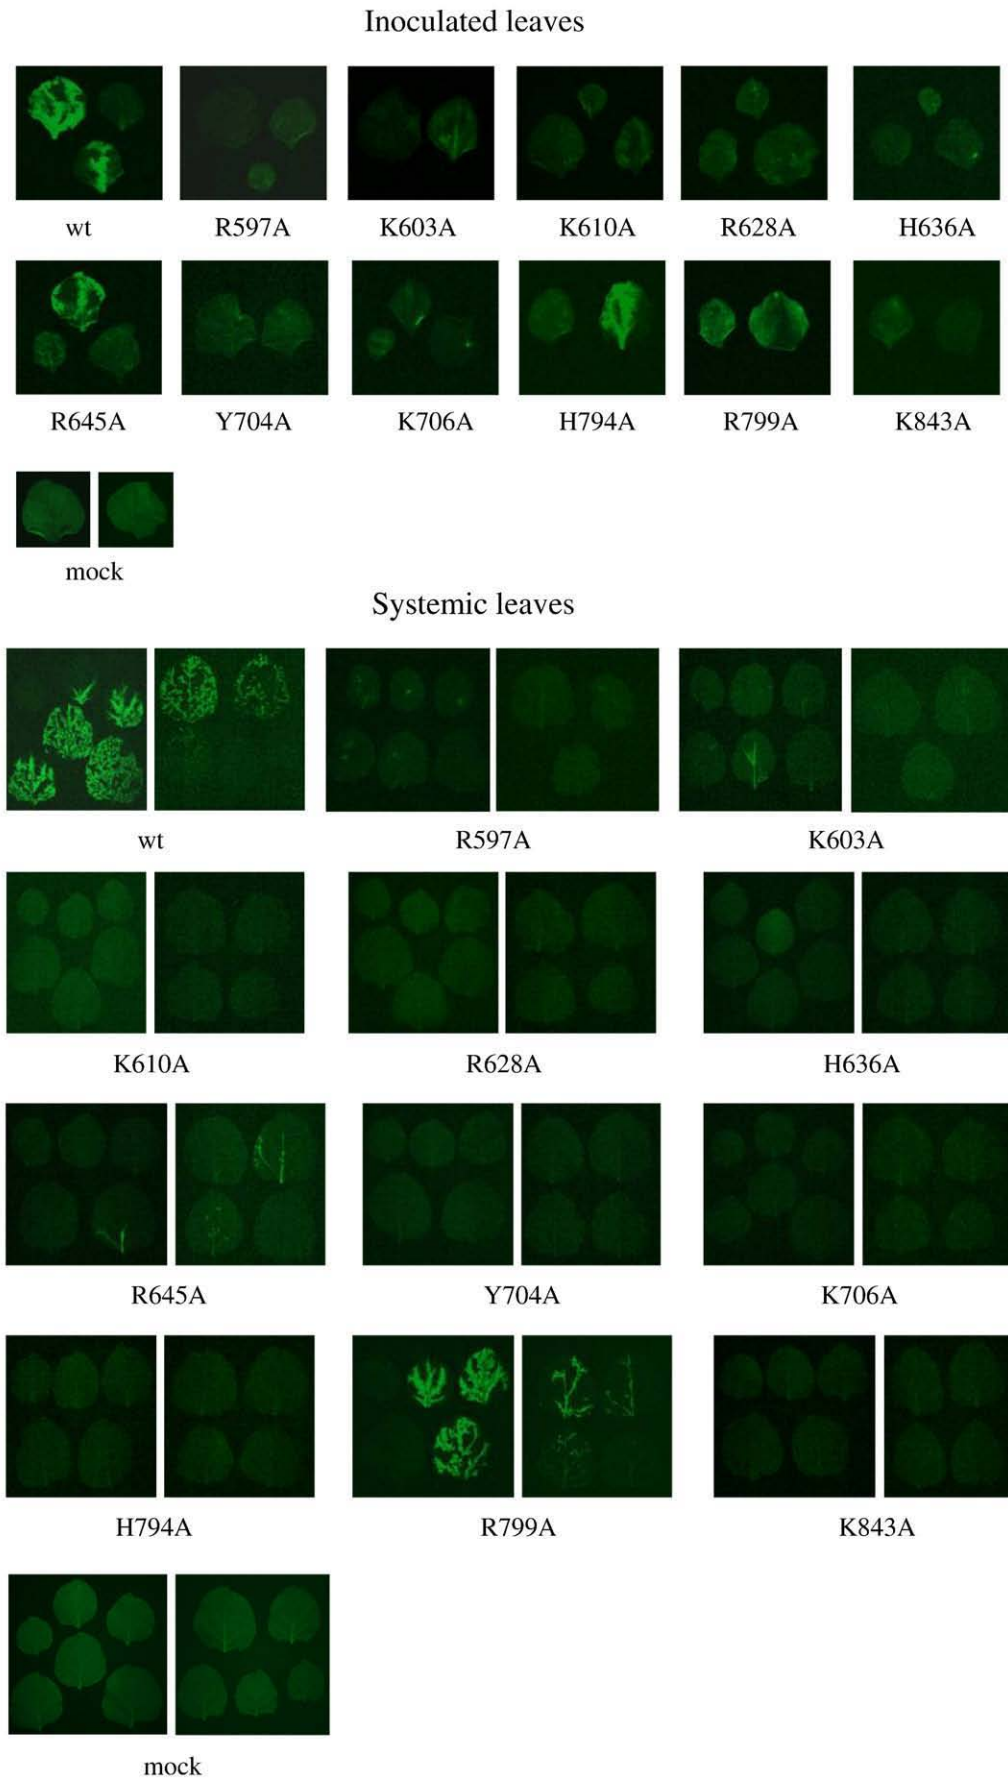 Inoculated leaves
wt R597A K603A K610A R628A H636A
R645A Y704A K706A H794A R799A K843A
mock
Systemic leaves
wt R597A K603A
K610A R628A H636A
R645A Y704A K706A
H794A R799A K843A
mock